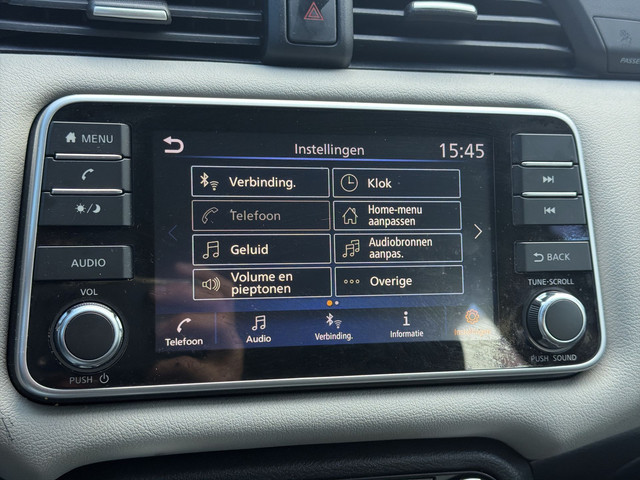 PASSE
MENU
Instellingen
15:45
Verbinding.
Klok
Telefoon
Home-menu
aanpassen
Geluid
Audiobronnen
aanpas.
Volume en
pieptonen
Overige
Telefoon
Audio
Verbinding.
Informatie
AUDIO
VOL
PUSH
BACK
TUNE•SCROLL
PUSH SOUND